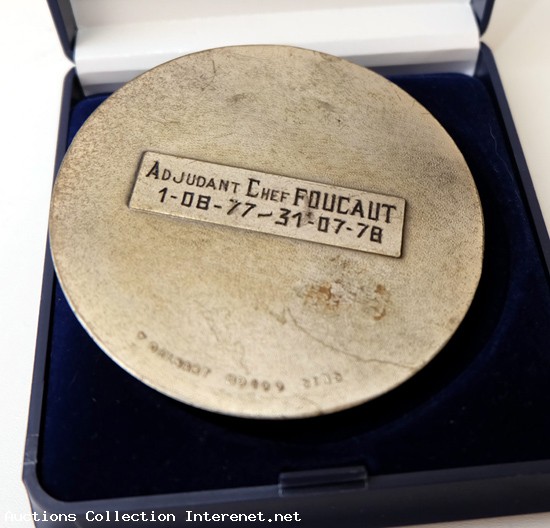 ADJUDANT CHEF FOUCAUT
1-08-77-31-07-78
Auctions Collection Interenet.net